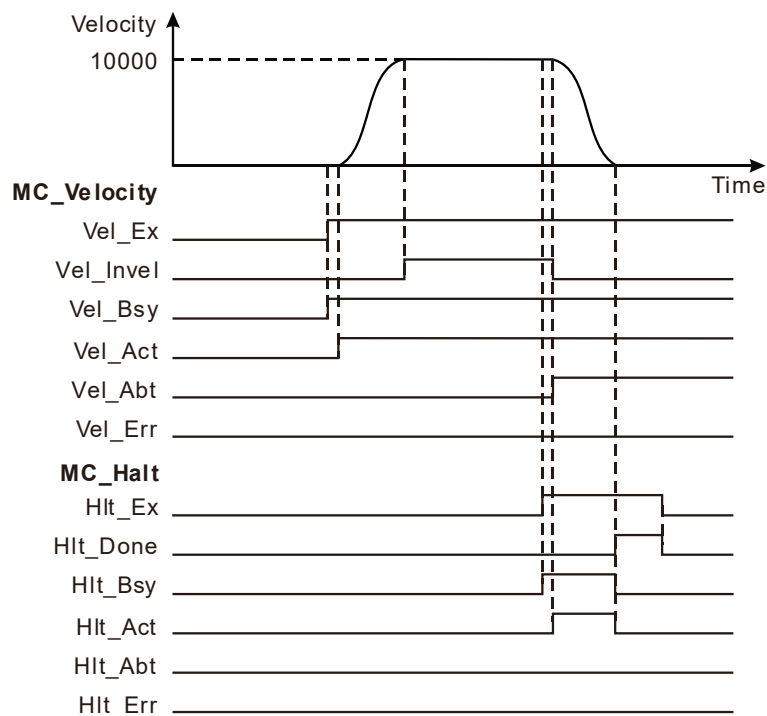 Velocity
10000
Time
MC_Velocity
Vel_Ex
Vel_Invel
Vel_Bsy
Vel_Act
Vel_Abt
Vel_Err
MC_Halt
Hlt_Ex
Hlt_Done
Hlt_Bsy
Hlt_Act
Hlt_Abt
Hlt_Err